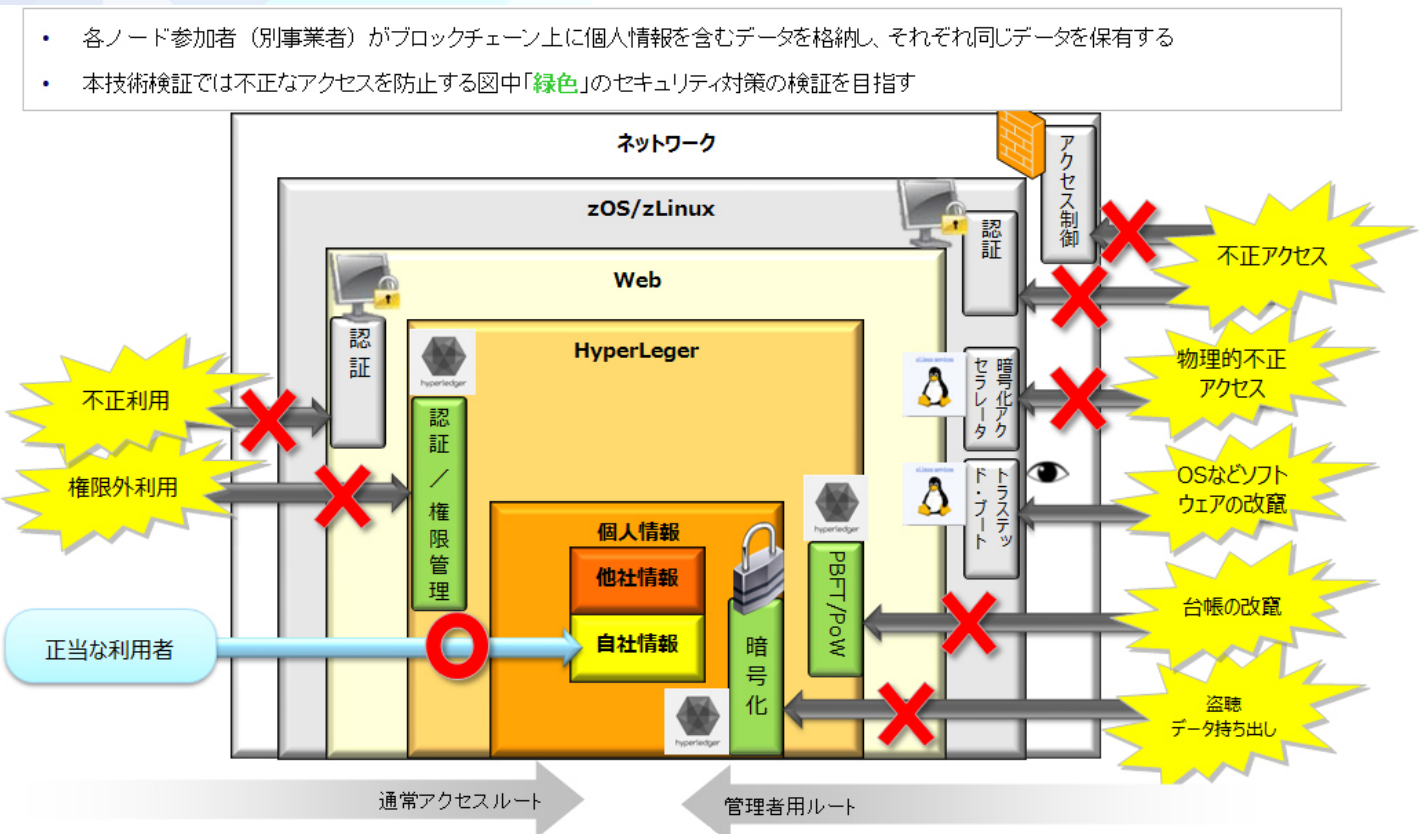 • 各ノード参加者（別事業者）がブロックチェーン上に個人情報を含むデータを格納し、それぞれ同じデータを保有する
• 本技術検証では不正なアクセスを防止する図中「緑色」のセキュリティ対策の検証を目指す
ネットワーク
アクセス制御
zOS/zLinux
認証
不正アクセス
Web
認証
HyperLeger
hyperledger
暗号化アク
セラレータ
物理的不正
アクセス
不正利用
認証／権限管理
権限外利用
トラステッ
ド・ブート
OSなどソフト
ウェアの改竄
hyperledger
個人情報
他社情報
PBFT/PoW
台帳の改竄
正当な利用者
自社情報
暗号化
hyperledger
盗聴
データ持ち出し
通常アクセスルート
管理者用ルート